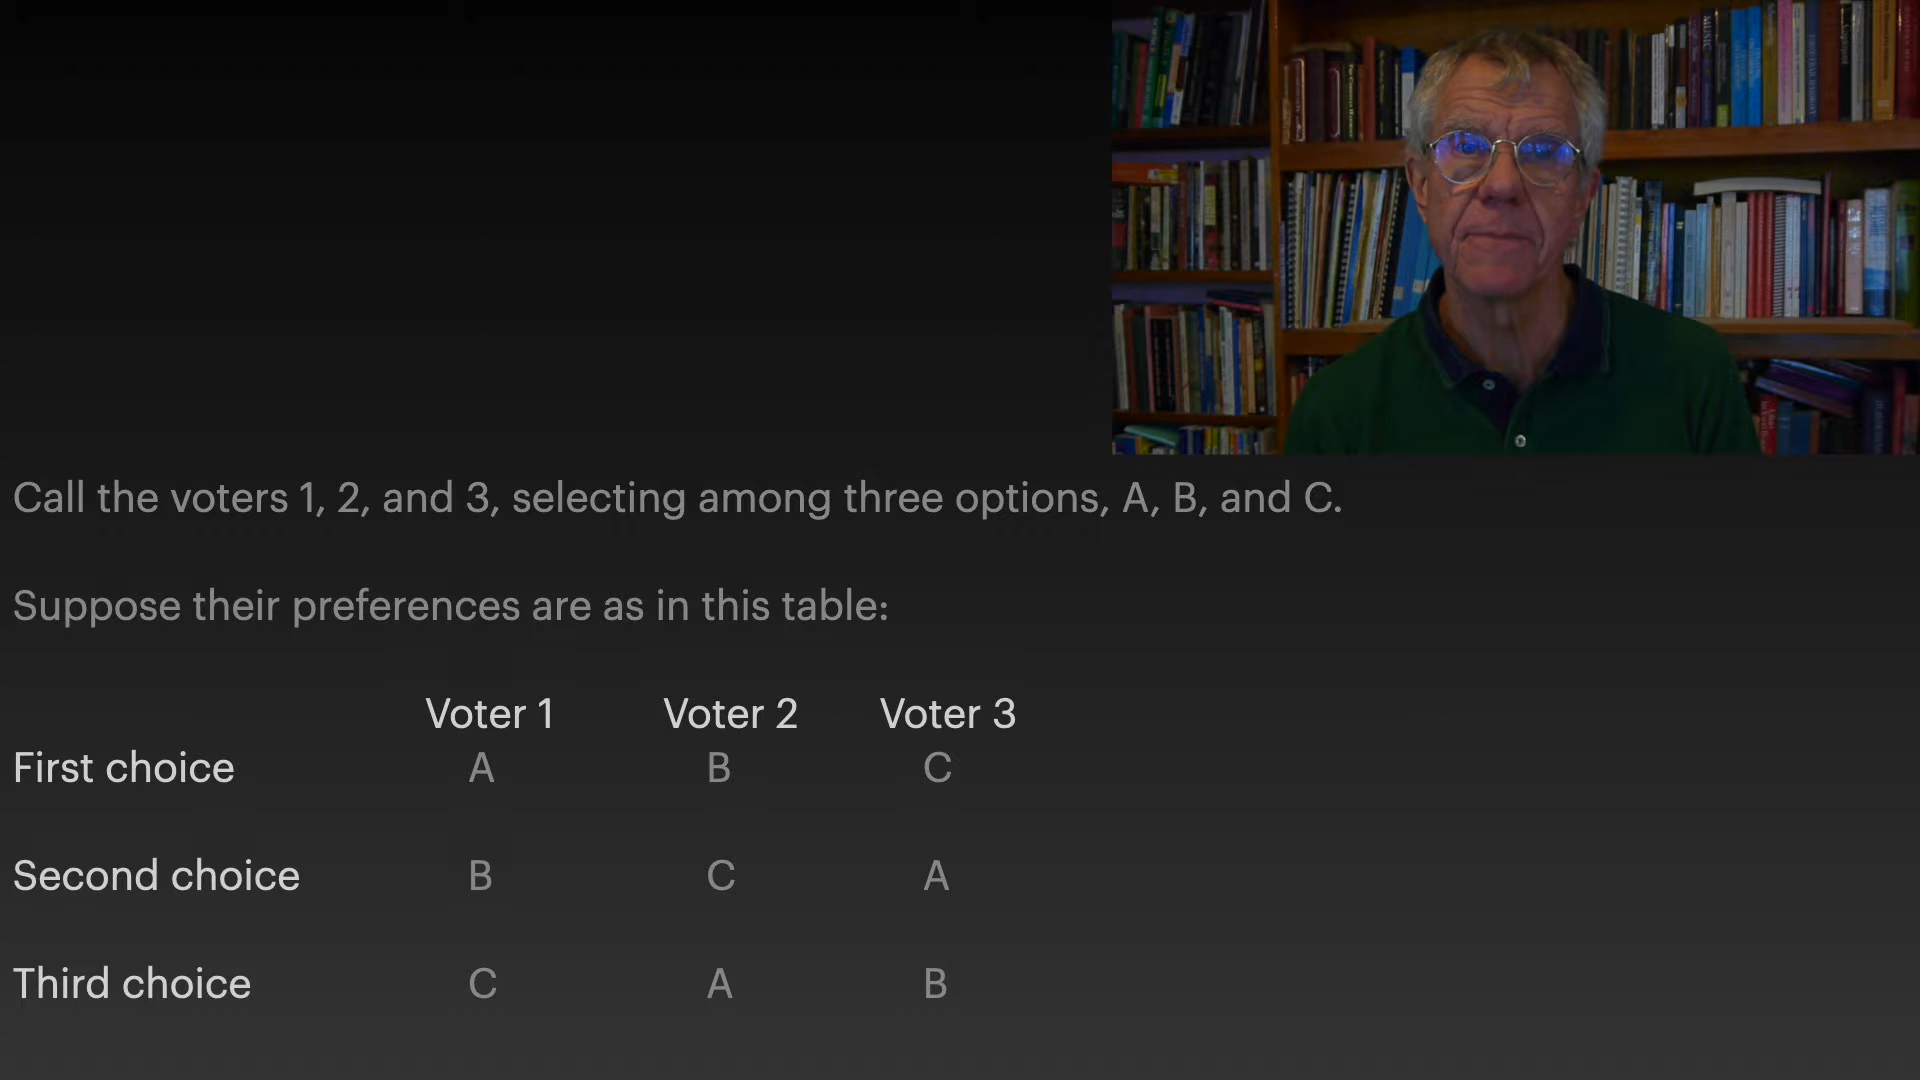 Call the voters 1, 2, and 3, selecting among three options, A, B, and C.
Suppose their preferences are as in this table:
Voter 1 Voter 2 Voter 3
First choice A B C
Second choice B C A
Third choice C A B